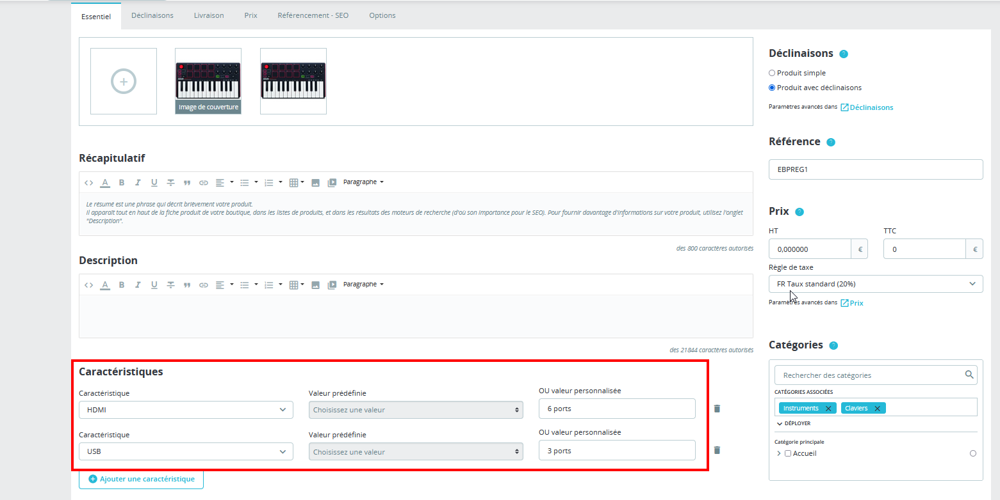 Essentiel
Déclinaisons
Livraison
Prix
Référencement - SEO
Options
Image de couverture
Récapitulatif
Paragraphe
Le résumé est une phrase qui décrit brièvement votre produit.
Il apparaît tout en haut de la fiche produit de votre boutique, dans les listes de produits, et dans les résultats des moteurs de recherche (d'où son importance pour le SEO). Pour fournir davantage d'informations sur votre produit, utilisez l'onglet
"Description".
des 800 caractères autorisés
Description
Paragraphe
des 21844 caractères autorisés
Caractéristiques
Caractéristique
Valeur prédéfinie
OU valeur personnalisée
HDMI
Choisissez une valeur
6 ports
Caractéristique
Valeur prédéfinie
OU valeur personnalisée
USB
Choisissez une valeur
3 ports
Ajouter une caractéristique
Déclinaisons ?
Produit simple
Produit avec déclinaisons
Paramètres avancés dans Déclinaisons
Référence ?
EBPREG1
Prix ?
HT
TTC
0,000000 €
0 €
Règle de taxe
FR Taux standard (20%)
Paramètres avancés dans Prix
Catégories ?
Rechercher des catégories
CATÉGORIES ASSOCIÉES
Instruments
Claviers
DÉPLOYER
Catégorie principale
Accueil